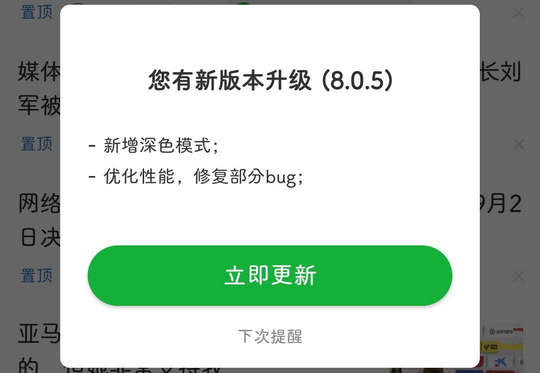 置顶
媒体
长刘
军被
您有新版本升级 (8.0.5)
- 新增深色模式；
置顶
- 优化性能，修复部分bug；
网络
9月2
日决
立即更新
置顶
下次提醒
亚马
的